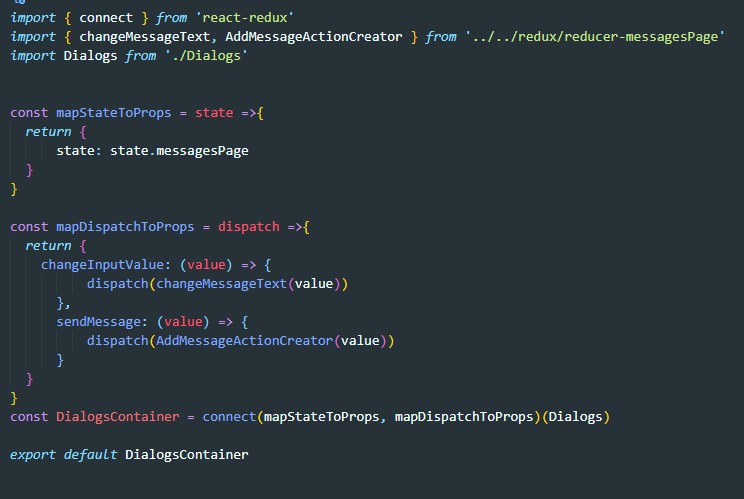 import { connect } from 'react-redux'
import { changeMessageText, AddMessageActionCreator } from '../../redux/reducer-messagesPage'
import Dialogs from './Dialogs'
const mapStateToProps = state =>{
return {
state: state.messagesPage
}
}
const mapDispatchToProps = dispatch =>{
return {
changeInputValue: (value) => {
dispatch(changeMessageText(value))
},
sendMessage: (value) => {
dispatch(AddMessageActionCreator(value))
}
}
}
const DialogsContainer = connect(mapStateToProps, mapDispatchToProps)(Dialogs)
export default DialogsContainer